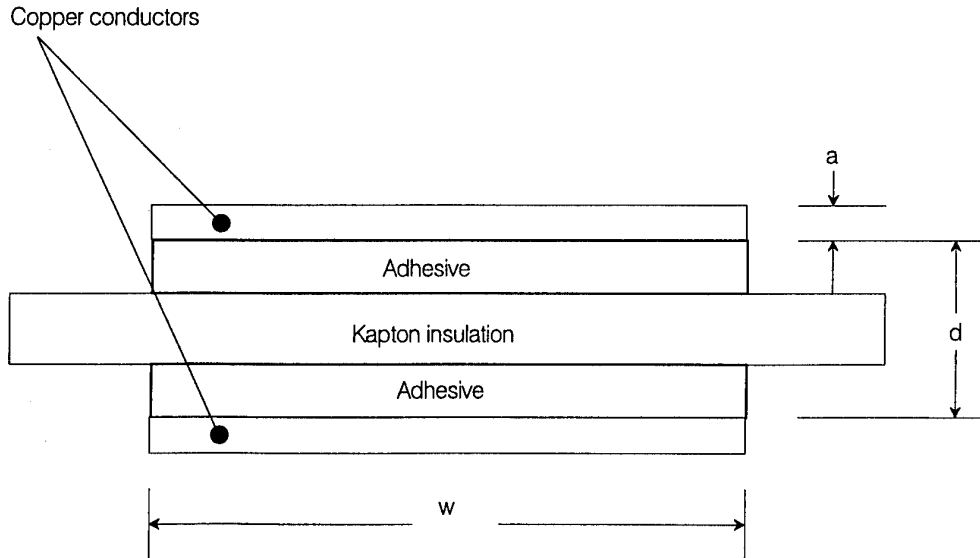 Copper conductors
a
Adhesive
Kapton insulation
d
Adhesive
w